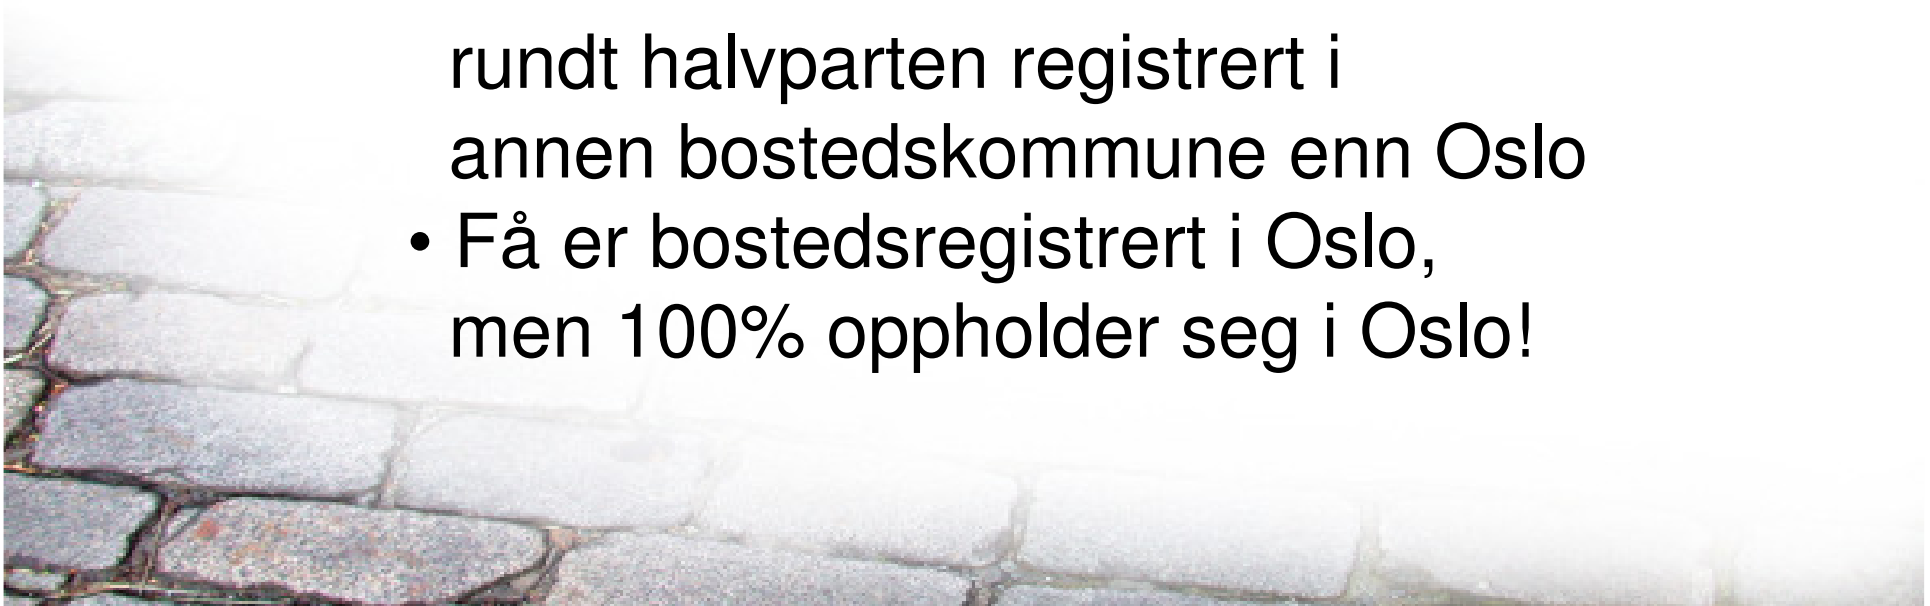 rundt halvparten registrert i
annen bostedskommune enn Oslo
• Få er bostedsregistrert i Oslo,
men 100% oppholder seg i Oslo!